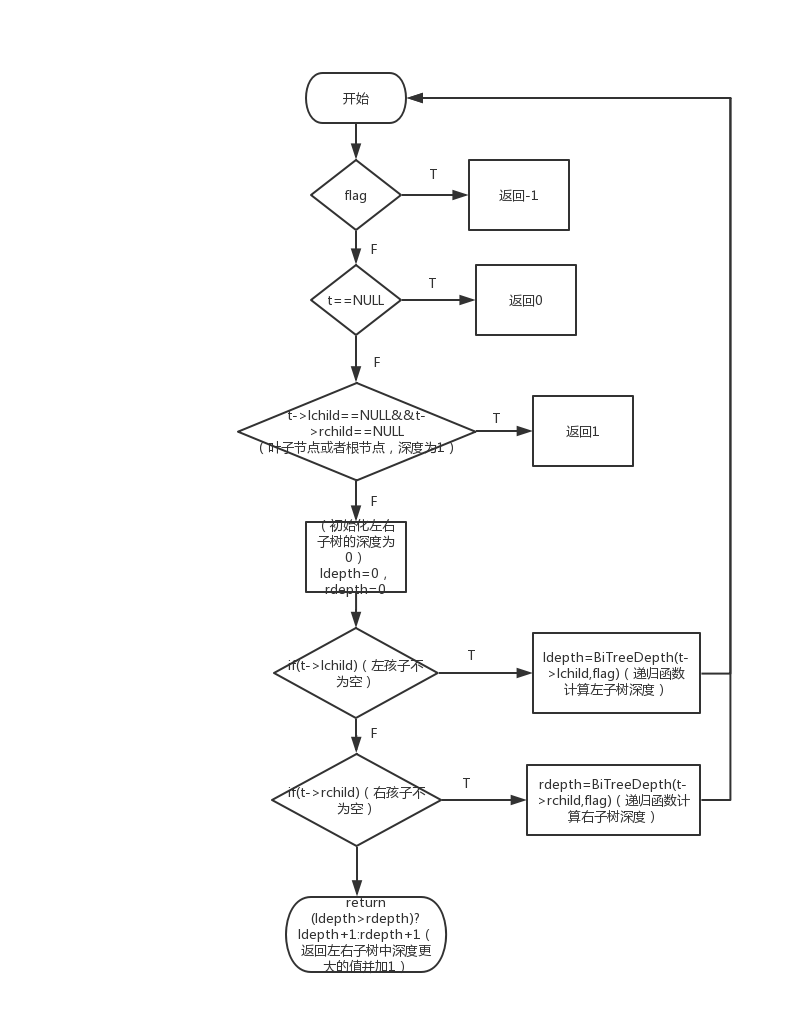 开始
flag
T
返回-1
F
t==NULL
T
返回0
F
t->lchild==NULL&&t-
>rchild==NULL
（叶子节点或者根节点，深度为1）
T
返回1
F
（初始化左右
子树的深度为
0）
ldepth=0，
rdepth=0
if(t->lchild)（左孩子不
为空）
T
ldepth=BiTreeDepth(t-
>lchild,flag)（递归函数
计算左子树深度）
F
if(t->rchild)（右孩子不
为空）
T
rdepth=BiTreeDepth(t-
>rchild,flag)（递归函数计
算右子树深度）
return
(ldepth>rdepth)?
ldepth+1:rdepth+1（
返回左右子树中深度更
大的值并加1）